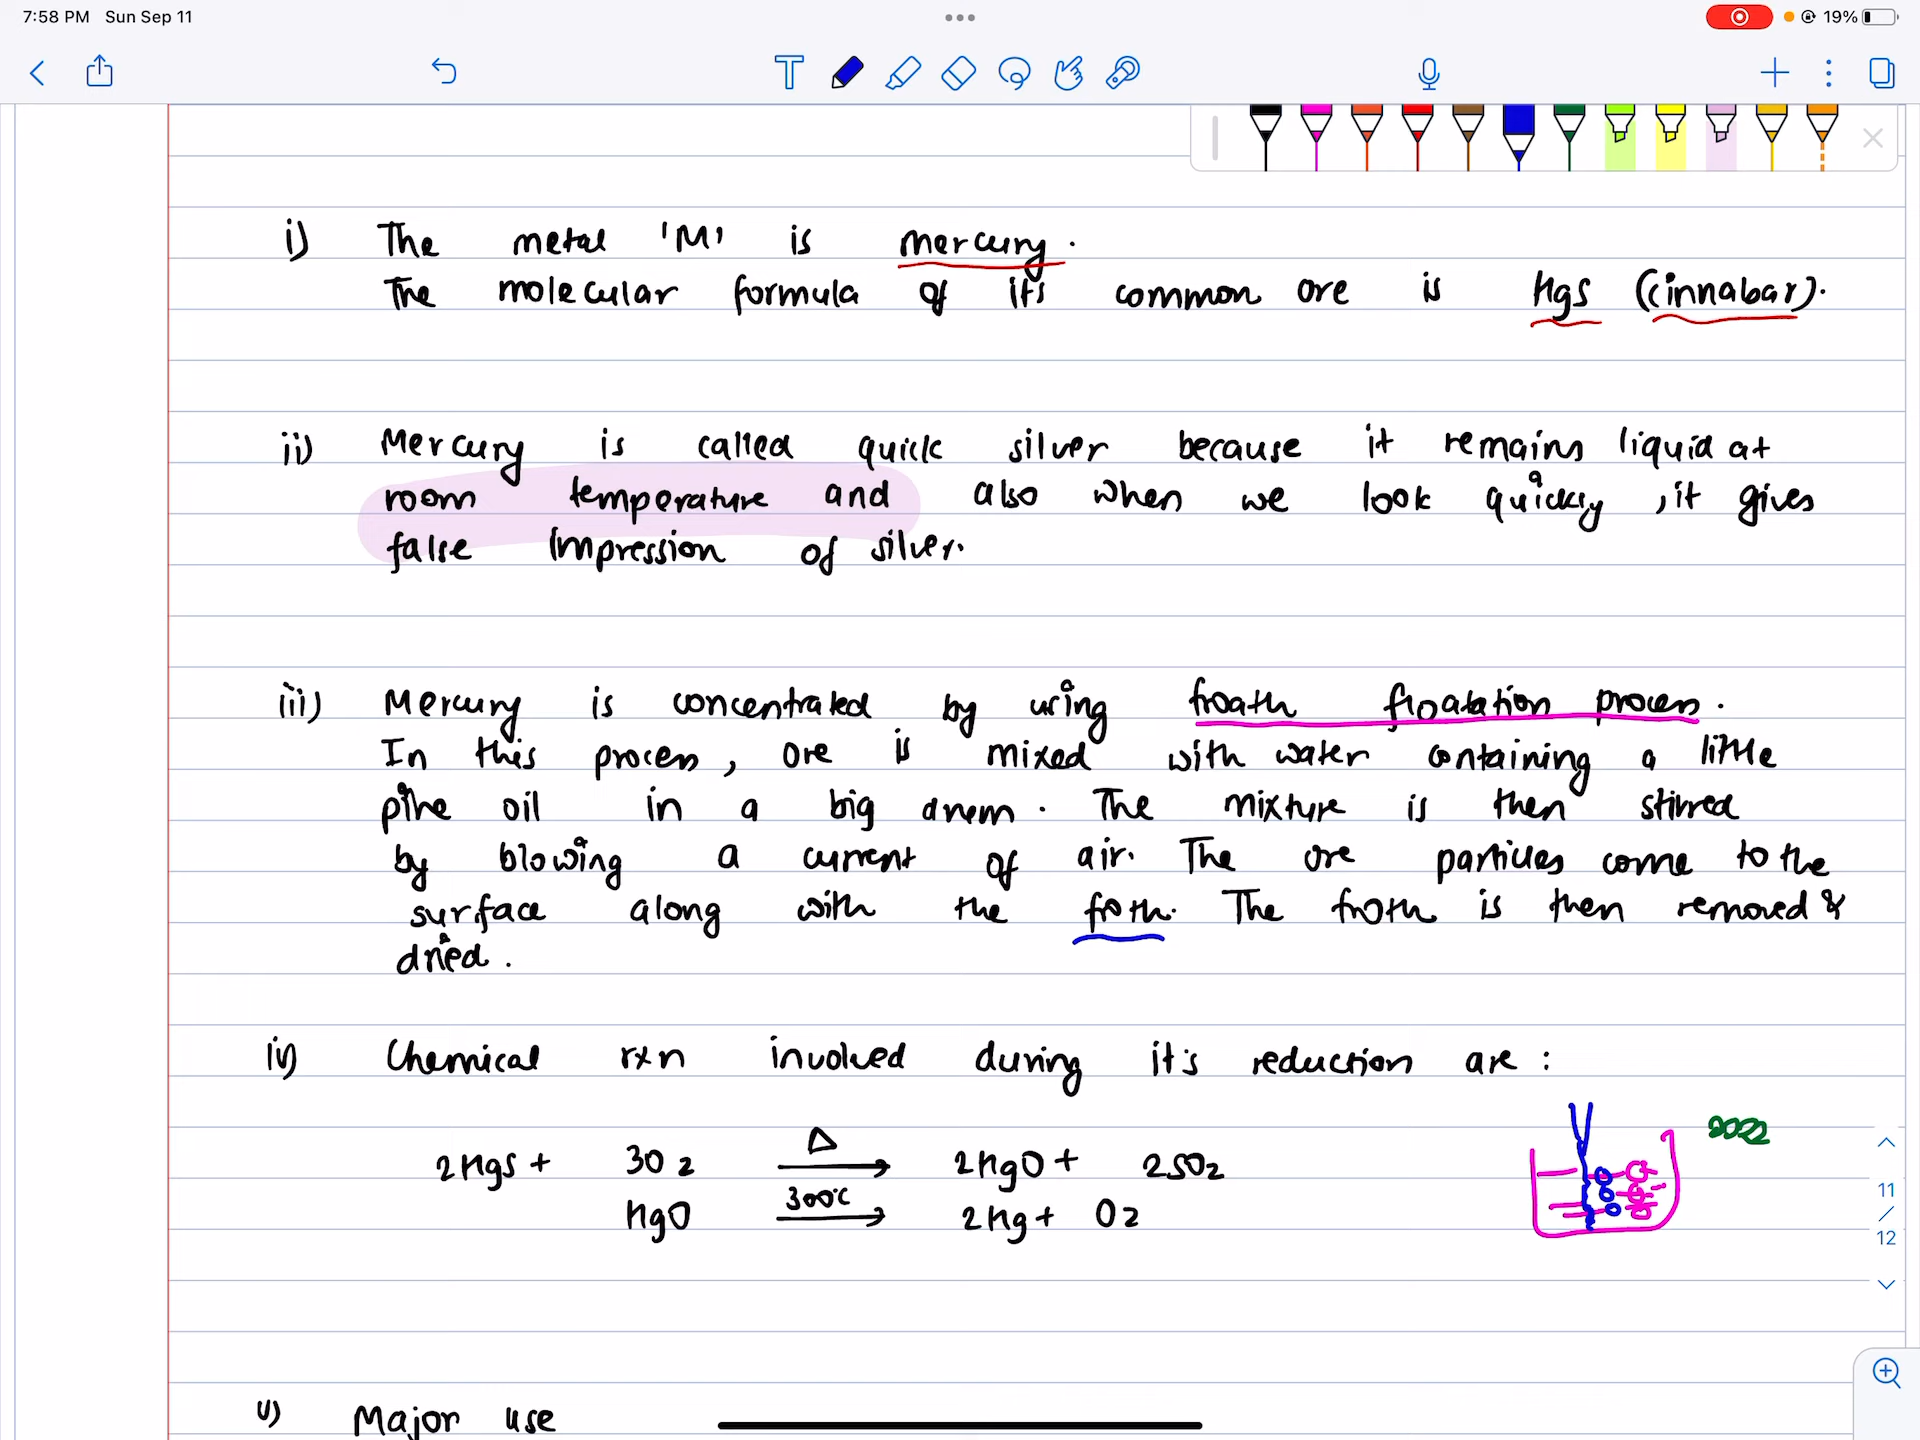 7:58 PM Sun Sep 11
19%
i) The metal 'M' is mercury.
The molecular formula of it's common ore is HgS (cinnabar).
ii) Mercury is called quick silver because it remains liquid at
room temperature and also when we look quickly, it gives
false impression of silver.
iii) Mercury is concentrated by using froath floatation process.
In this process, ore is mixed with water containing a little
pine oil in a big drum. The mixture is then stirred
by blowing a current of air. The ore particles come to the
surface along with the froth. The froth is then removed &
dried.
iv) Chemical rxn involved during it's reduction are:
2HgS + 3O2 Δ→ 2HgO + 2SO2
HgO 300°C→ 2Hg + O2
11
/
12
v) Major use